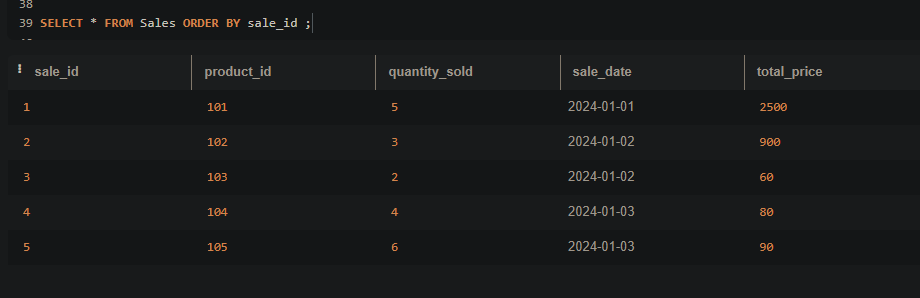 38
39 SELECT * FROM Sales ORDER BY sale_id ;
sale_id product_id quantity_sold sale_date total_price
1 101 5 2024-01-01 2500
2 102 3 2024-01-02 900
3 103 2 2024-01-02 60
4 104 4 2024-01-03 80
5 105 6 2024-01-03 90